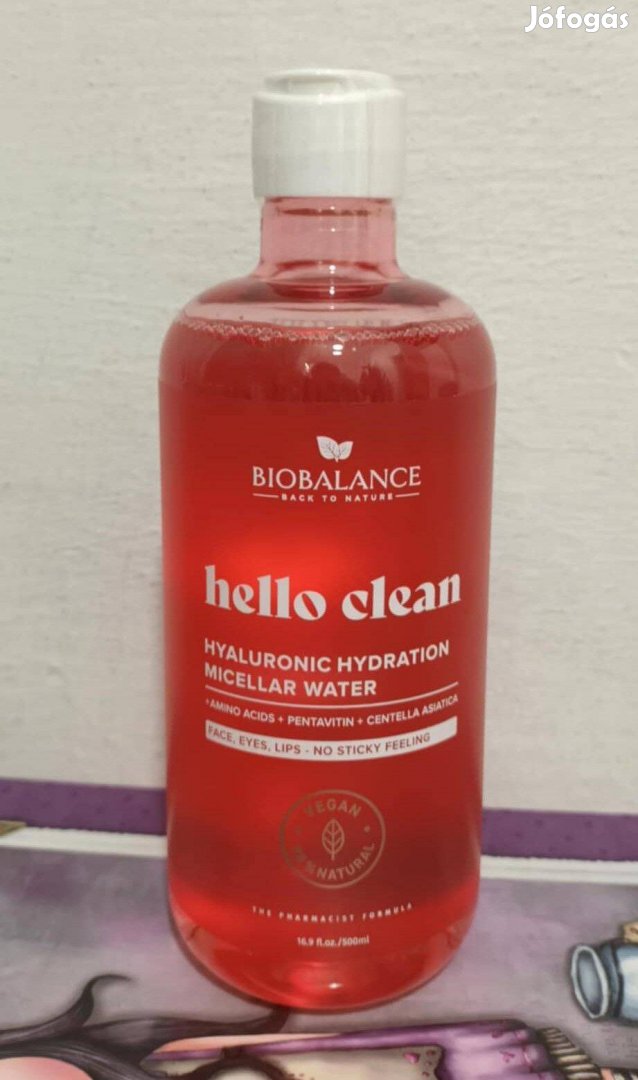 Jófogás
BIOBALANCE
BACK TO NATURE
hello clean
HYALURONIC HYDRATION
MICELLAR WATER
+AMINO ACIDS + PENTAVITIN + CENTELLA ASIATICA
FACE, EYES, LIPS - NO STICKY FEELING
VEGAN
NATURAL
THE PHARMACIST FORMULA
16.9 fl.oz./500ml